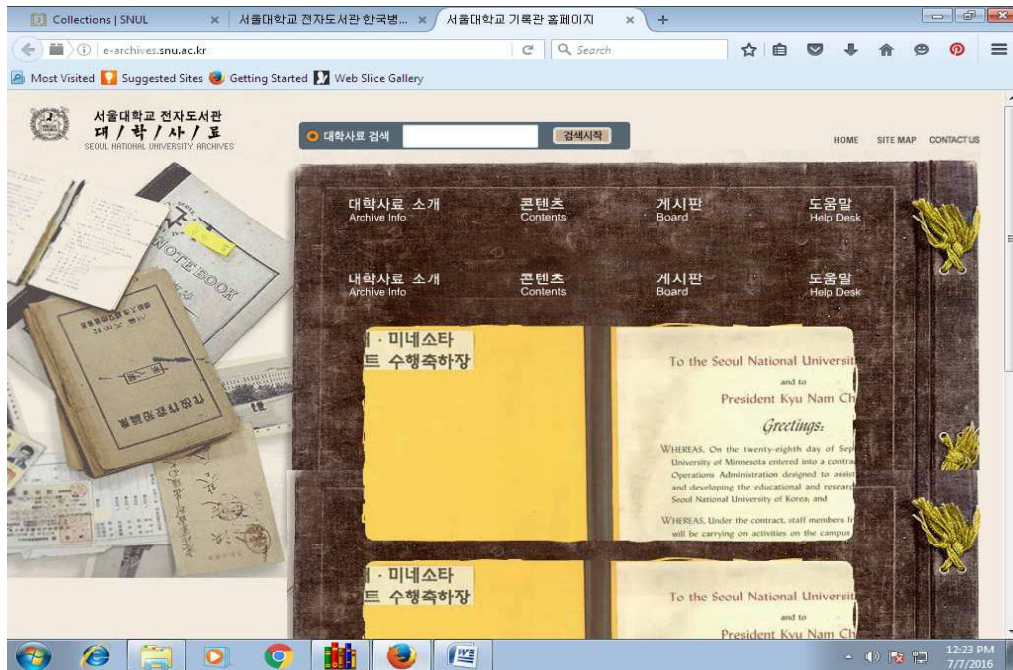 Collections | SNUL
서울대학교 전자도서관 한국병...
서울대학교 기록관 홈페이지
e-archives.snu.ac.kr
Search
Most Visited
Suggested Sites
Getting Started
Web Slice Gallery
서울대학교 전자도서관
대/학/사/료
SEOUL NATIONAL UNIVERSITY ARCHIVES
대학사료 검색
검색시작
HOME SITE MAP CONTACT US
NOTE BOOK
대학사료 소개 콘텐츠 게시판 도움말
Archive Info Contents Board Help Desk
대학사료 소개 콘텐츠 게시판 도움말
Archive Info Contents Board Help Desk
· 미네소타
트 수행축하장
To the Seoul National Universit
and to
President Kyu Nam Ch
Greetings:
WHEREAS, On the twenty-eighth day of Sep
University of Minnesota entered into a contra
Operations Administration designed to assist
and developing the educational and researc
Seoul National University of Korea; and
WHEREAS, Under the contract, staff members fr
will be carrying on activities on the campus
· 미네소타
트 수행축하장
To the Seoul National Universit
and to
President Kyu Nam Ch
12:23 PM
7/7/2016